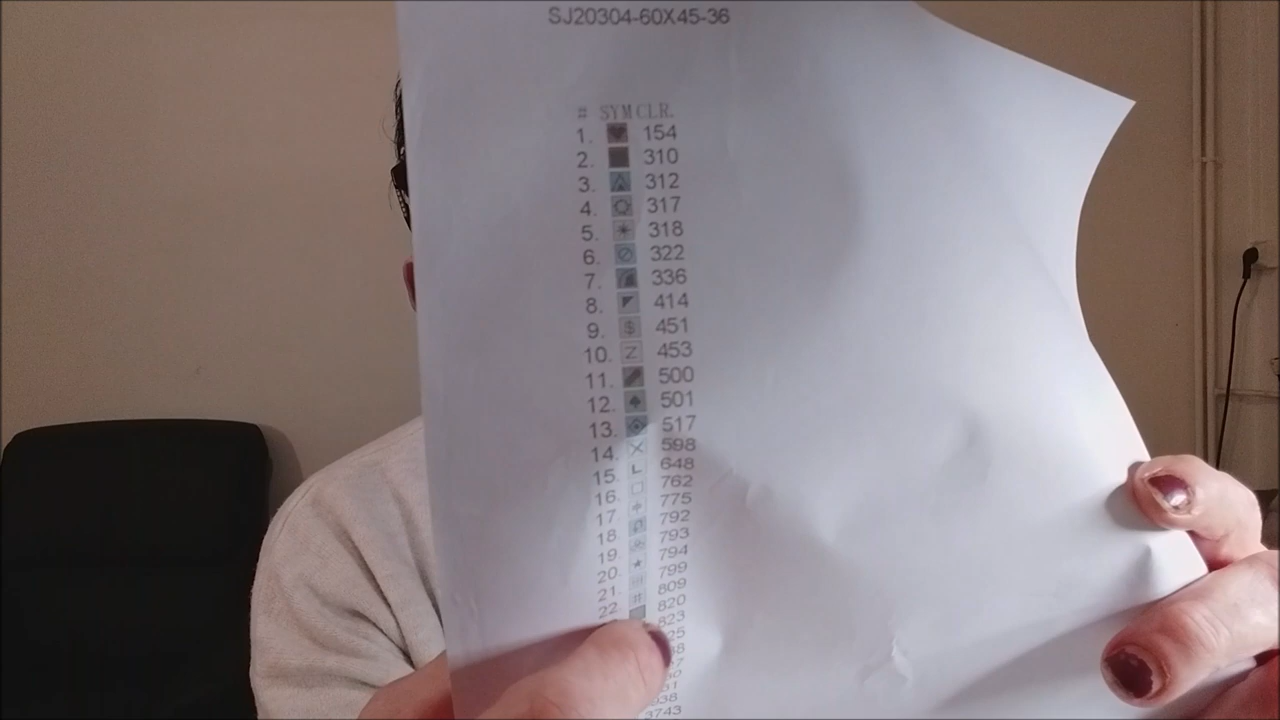 SJ20304-60X45-36
# SYM CLR.
1. 154
2. 310
3. 312
4. 317
5. 318
6. 322
7. 336
8. 414
9. $ 451
10. Z 453
11. 500
12. 501
13. 517
14. X 598
15. L 648
16. 762
17. 775
18. 792
19. 793
20. 794
21. 799
22. # 809
820
823
3743